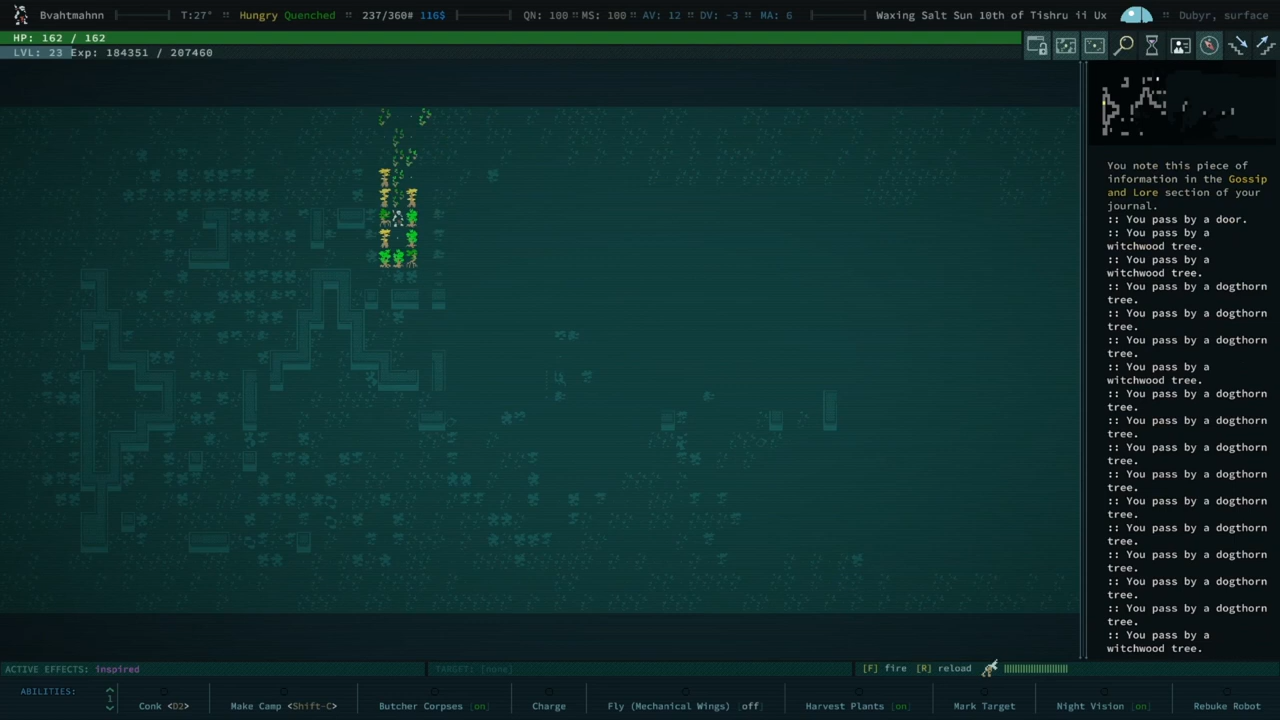 Bvahtmahnn T:27° Hungry Quenched 237/360# 116$ QN: 100 MS: 100 AV: 12 DV: -3 MA: 6 Waxing Salt Sun 10th of Tishru ii Ux Dubyr, surface
HP: 162 / 162
LVL: 23 Exp: 184351 / 207460
You note this piece of
information in the Gossip
and Lore section of your
journal.
:: You pass by a door.
:: You pass by a
witchwood tree.
:: You pass by a
witchwood tree.
:: You pass by a dogthorn
tree.
:: You pass by a dogthorn
tree.
:: You pass by a dogthorn
tree.
:: You pass by a
witchwood tree.
:: You pass by a dogthorn
tree.
:: You pass by a dogthorn
tree.
:: You pass by a dogthorn
tree.
:: You pass by a dogthorn
tree.
:: You pass by a dogthorn
tree.
:: You pass by a dogthorn
tree.
:: You pass by a dogthorn
tree.
:: You pass by a dogthorn
tree.
:: You pass by a dogthorn
tree.
:: You pass by a
witchwood tree.
ACTIVE EFFECTS: inspired TARGET: [none] [F] fire [R] reload
ABILITIES: 1 Conk <D2> Make Camp <Shift-C> Butcher Corpses [on] Charge Fly (Mechanical Wings) [off] Harvest Plants [on] Mark Target Night Vision [on] Rebuke Robot